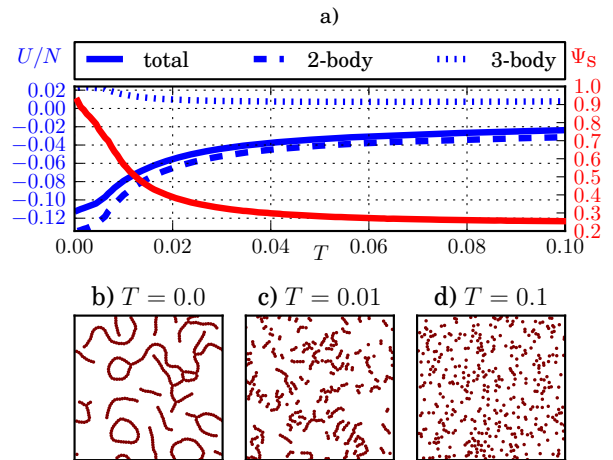 a)
U/N
total 2-body 3-body
Ψs
0.02 1.0
0.00 0.9
−0.02 0.8
−0.04 0.7
−0.06 0.6
−0.08 0.5
−0.10 0.4
−0.12 0.3
0.2
0.00 0.02 0.04 0.06 0.08 0.10
T
b) T = 0.0 c) T = 0.01 d) T = 0.1